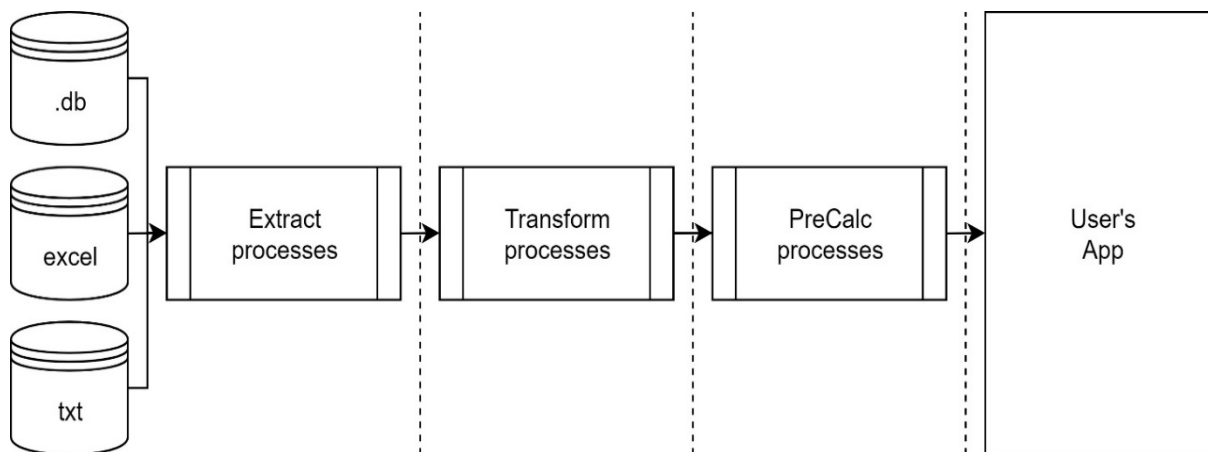 .db
excel
txt
Extract
processes
Transform
processes
PreCalc
processes
User's
App